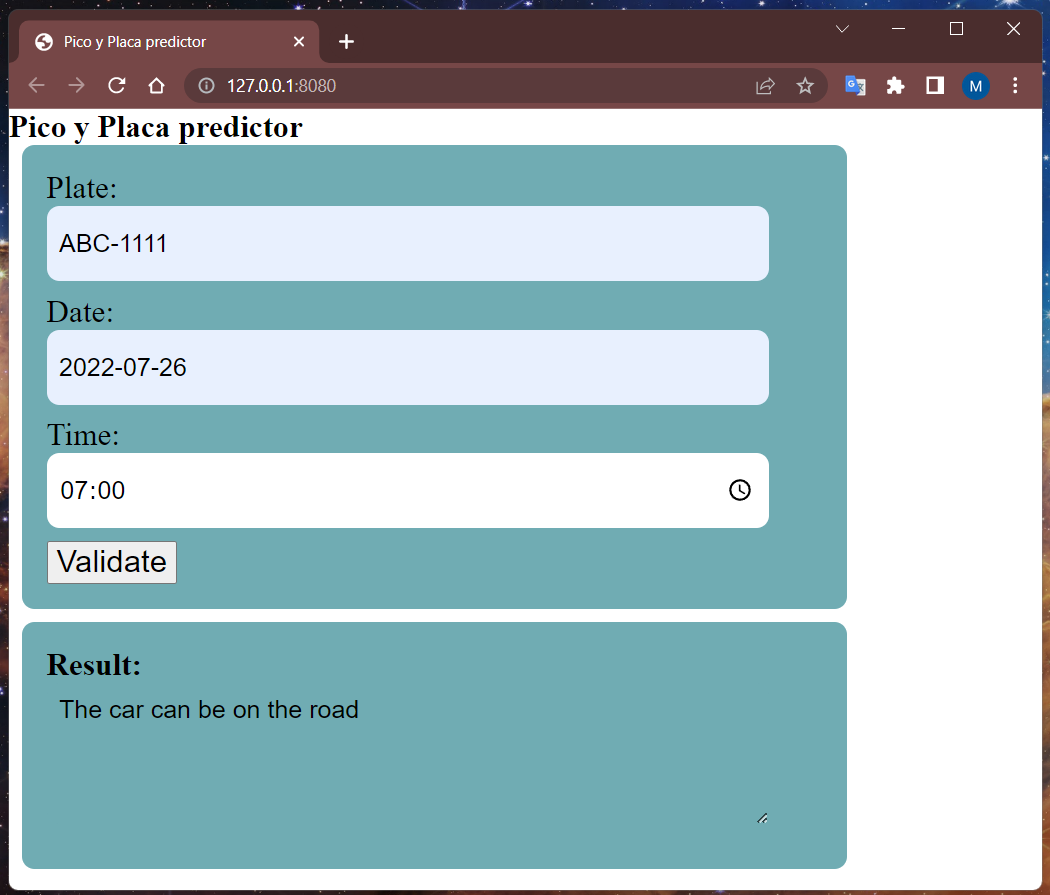 Pico y Placa predictor
127.0.0.1:8080
M
Pico y Placa predictor
Plate:
ABC-1111
Date:
2022-07-26
Time:
07:00
Validate
Result:
The car can be on the road